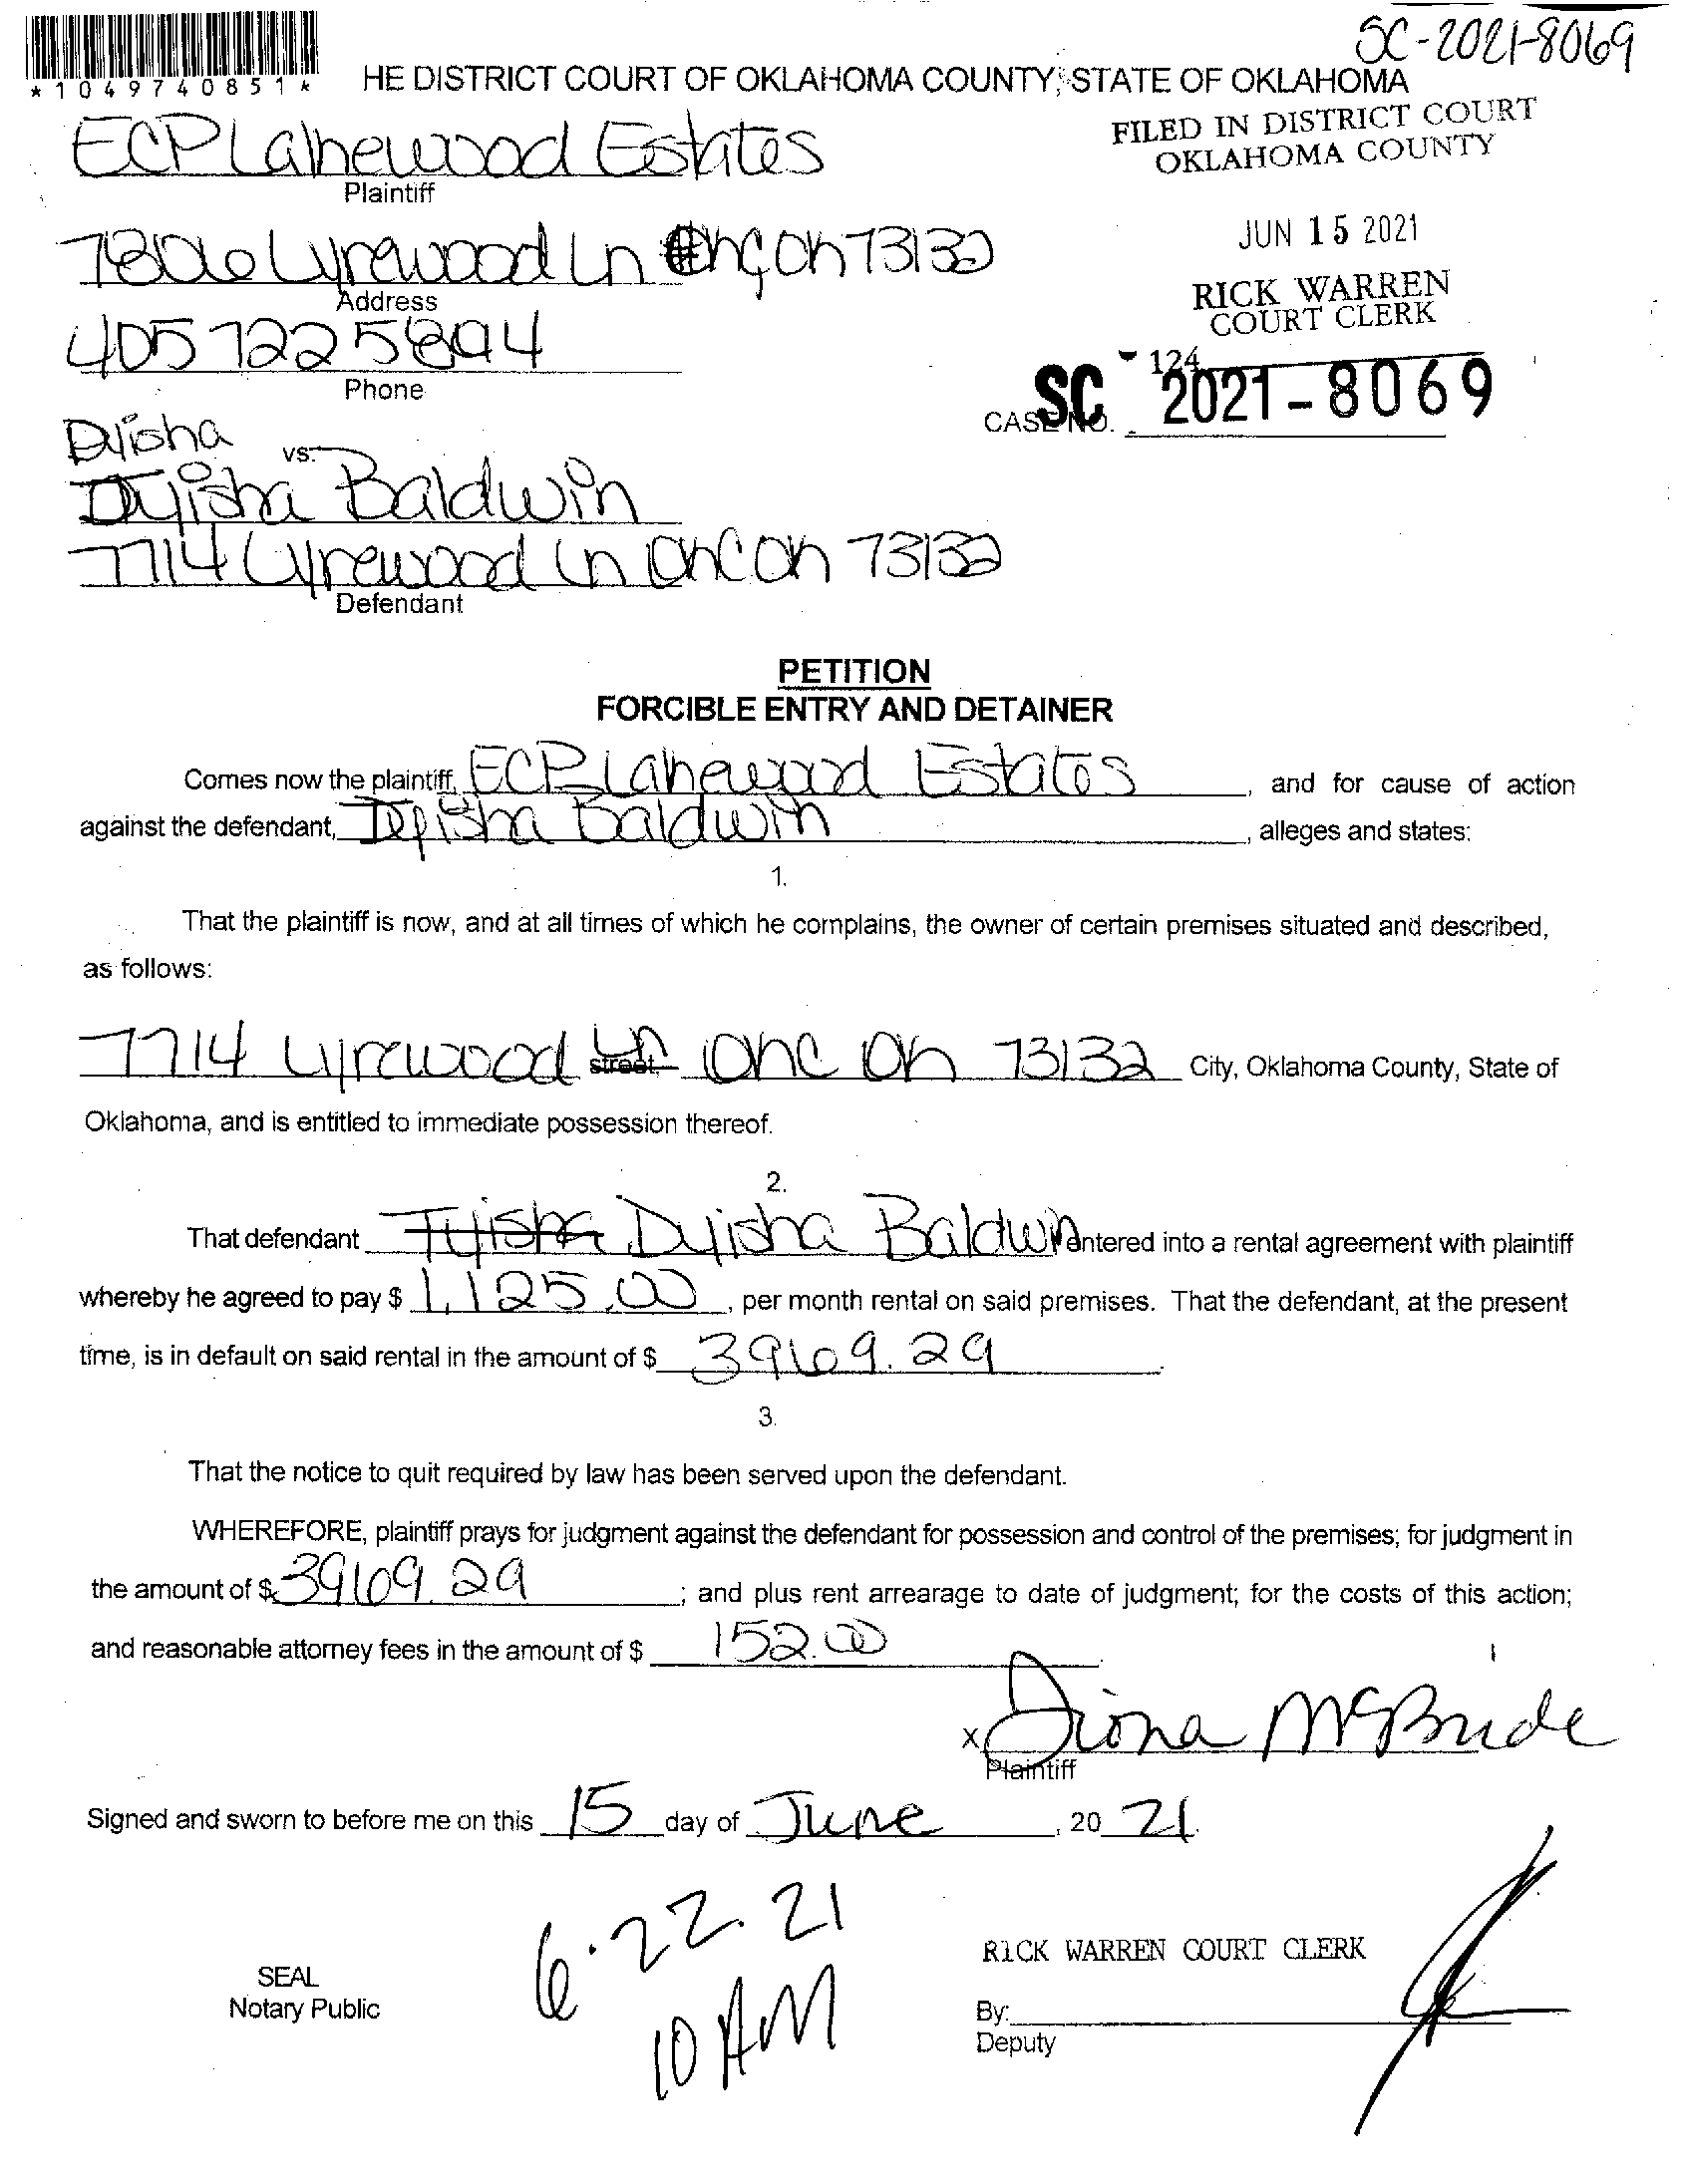 SC-2021-8069
*1049740851*
HE DISTRICT COURT OF OKLAHOMA COUNTY, STATE OF OKLAHOMA
FILED IN DISTRICT COURT
OKLAHOMA COUNTY
ECP Lakewood Estates
Plaintiff
JUN 15 2021
7806 Lyrewood Ln OKC OK 73132
Address
RICK WARREN
COURT CLERK
405 722 5894
Phone
124
CASE NO. SC 2021-8069
Dyisha
vs.
Dyisha Baldwin
7714 Lyrewood Ln OKC OK 73132
Defendant
PETITION
FORCIBLE ENTRY AND DETAINER
Comes now the plaintiff, ECP Lakewood Estates, and for cause of action
against the defendant, Dyisha Baldwin, alleges and states:
1.
That the plaintiff is now, and at all times of which he complains, the owner of certain premises situated and described,
as follows:
7714 Lyrewood Ln street, OKC OK 73132 City, Oklahoma County, State of
Oklahoma, and is entitled to immediate possession thereof.
2.
That defendant Tyisha Dyisha Baldwin entered into a rental agreement with plaintiff
whereby he agreed to pay $ 1,125.00, per month rental on said premises. That the defendant, at the present
time, is in default on said rental in the amount of $ 3969.29.
3.
That the notice to quit required by law has been served upon the defendant.
WHEREFORE, plaintiff prays for judgment against the defendant for possession and control of the premises; for judgment in
the amount of $ 3969.29; and plus rent arrearage to date of judgment; for the costs of this action;
and reasonable attorney fees in the amount of $ 152.00.
X Diona McBride
Plaintiff
Signed and sworn to before me on this 15 day of June, 20 21.
6.22.21
10 AM
RICK WARREN COURT CLERK
SEAL
Notary Public
By:
Deputy